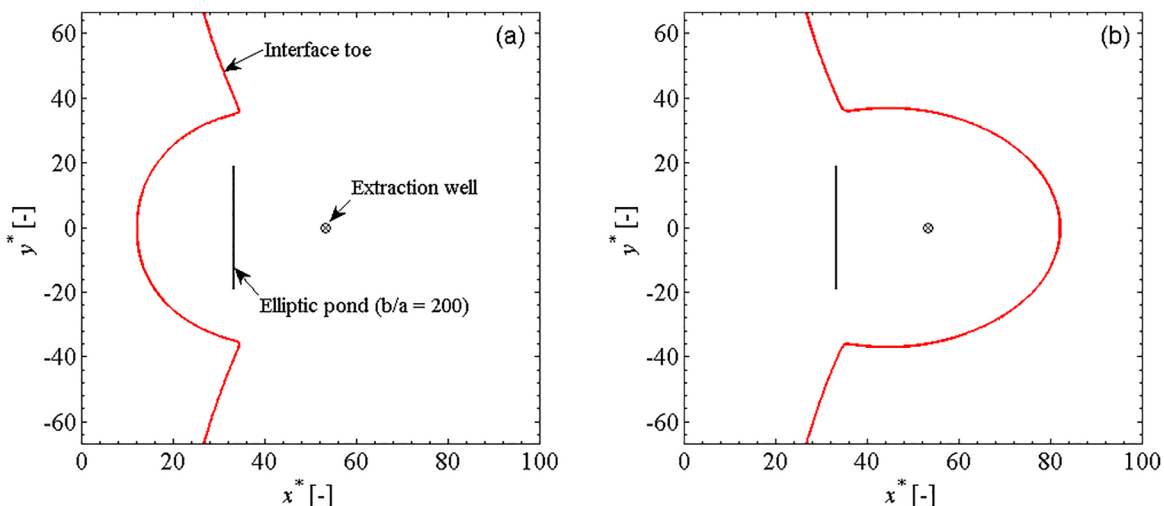 (a)
Interface toe
Extraction well
Elliptic pond (b/a = 200)
60
40
20
0
-20
-40
-60
y* [-]
0 20 40 60 80 100
x* [-]
(b)
60
40
20
0
-20
-40
-60
y* [-]
0 20 40 60 80 100
x* [-]